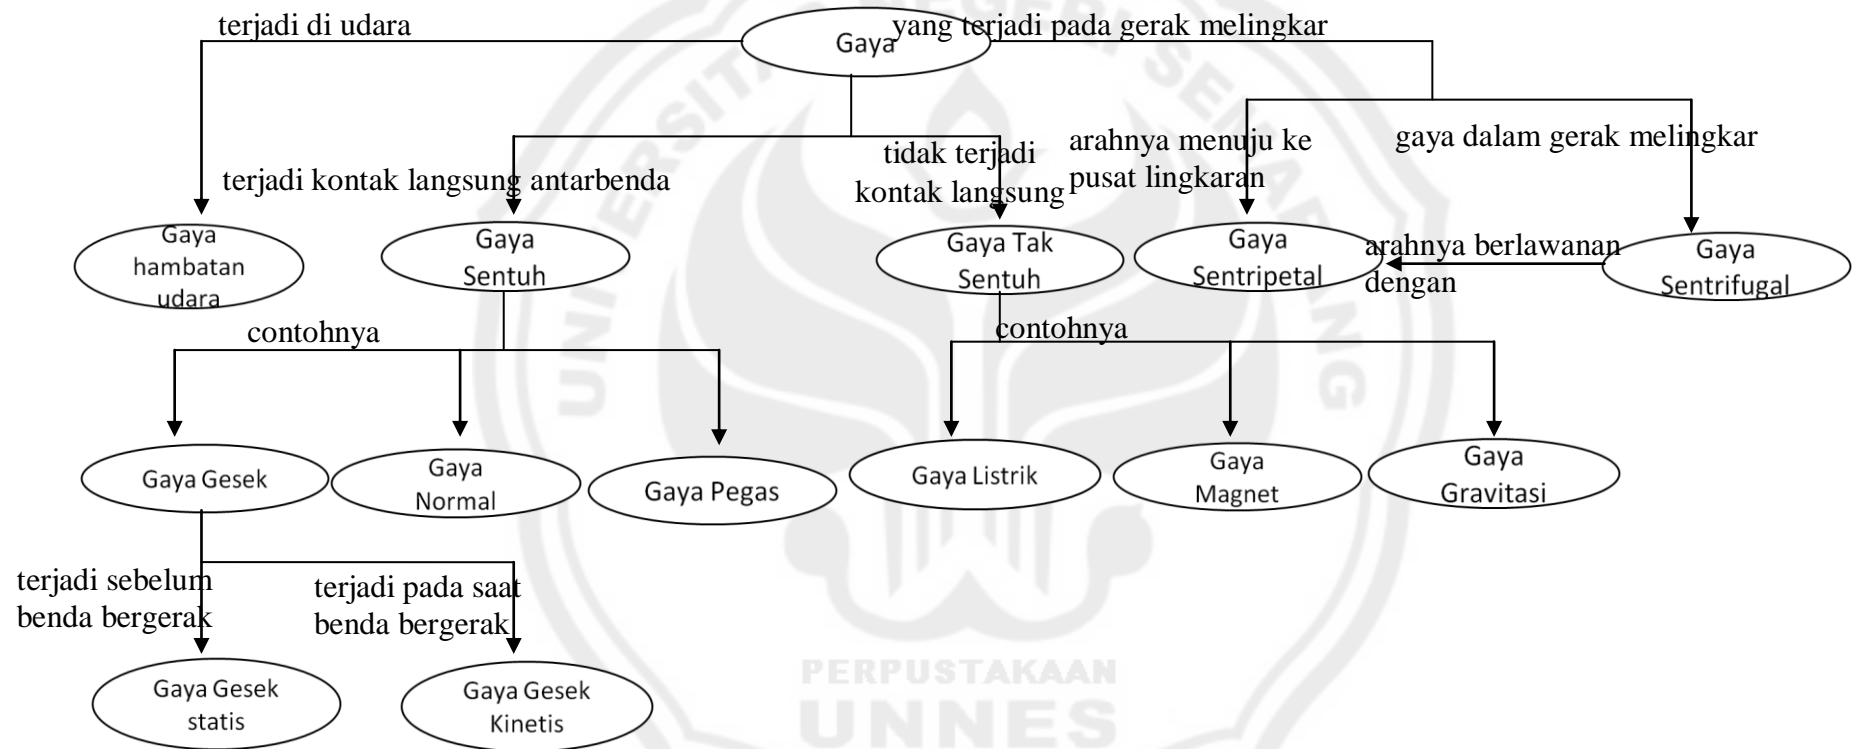 terjadi di udara
Gaya
yang terjadi pada gerak melingkar
terjadi kontak langsung antarbenda
tidak terjadi
kontak langsung
arahnya menuju ke
pusat lingkaran
gaya dalam gerak melingkar
Gaya
hambatan
udara
Gaya
Sentuh
Gaya Tak
Sentuh
Gaya
Sentripetal
arahnya berlawanan
dengan
Gaya
Sentrifugal
contohnya
contohnya
Gaya Gesek
Gaya
Normal
Gaya Pegas
Gaya Listrik
Gaya
Magnet
Gaya
Gravitasi
terjadi sebelum
benda bergerak
terjadi pada saat
benda bergerak
Gaya Gesek
statis
Gaya Gesek
Kinetis
UNIVERSITAS NEGERI SEMARANG
PERPUSTAKAAN
UNNES